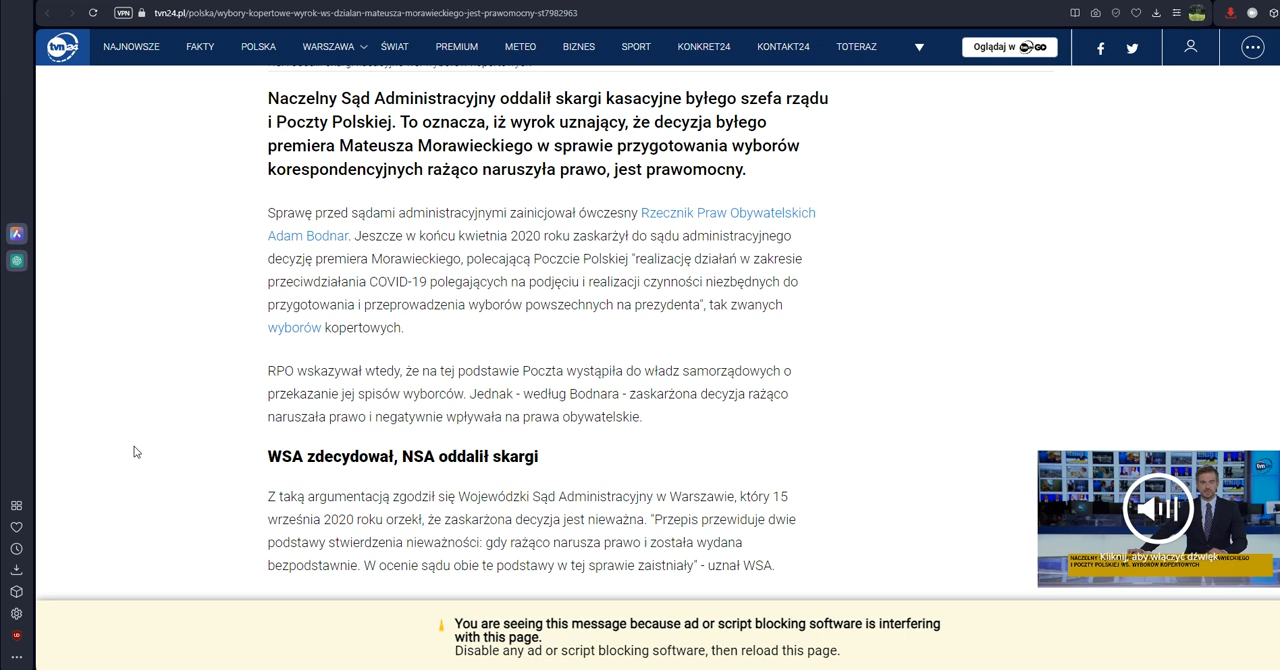 VPN
tvn24.pl/polska/wybory-kopertowe-wyrok-ws-dzialan-mateusza-morawieckiego-jest-prawomocny-st7982963
tvn24
NAJNOWSZE
FAKTY
POLSKA
WARSZAWA
ŚWIAT
PREMIUM
METEO
BIZNES
SPORT
KONKRET24
KONTAKT24
TOTERAZ
Oglądaj w GO
Naczelny Sąd Administracyjny oddalił skargi kasacyjne byłego szefa rządu
i Poczty Polskiej. To oznacza, iż wyrok uznający, że decyzja byłego
premiera Mateusza Morawieckiego w sprawie przygotowania wyborów
korespondencyjnych rażąco naruszyła prawo, jest prawomocny.
Sprawę przed sądami administracyjnymi zainicjował ówczesny Rzecznik Praw Obywatelskich
Adam Bodnar. Jeszcze w końcu kwietnia 2020 roku zaskarżył do sądu administracyjnego
decyzję premiera Morawieckiego, polecającą Poczcie Polskiej "realizację działań w zakresie
przeciwdziałania COVID-19 polegających na podjęciu i realizacji czynności niezbędnych do
przygotowania i przeprowadzenia wyborów powszechnych na prezydenta", tak zwanych
wyborów kopertowych.
RPO wskazywał wtedy, że na tej podstawie Poczta wystąpiła do władz samorządowych o
przekazanie jej spisów wyborców. Jednak - według Bodnara - zaskarżona decyzja rażąco
naruszała prawo i negatywnie wpływała na prawa obywatelskie.
WSA zdecydował, NSA oddalił skargi
Z taką argumentacją zgodził się Wojewódzki Sąd Administracyjny w Warszawie, który 15
września 2020 roku orzekł, że zaskarżona decyzja jest nieważna. "Przepis przewiduje dwie
podstawy stwierdzenia nieważności: gdy rażąco narusza prawo i została wydana
bezpodstawnie. W ocenie sądu obie te podstawy w tej sprawie zaistniały" - uznał WSA.
tvn
Kliknij, aby włączyć dźwięk
NACZELNY
I POCZTY POLSKIEJ WS. WYBORÓW KOPERTOWYCH
You are seeing this message because ad or script blocking software is interfering
with this page.
Disable any ad or script blocking software, then reload this page.